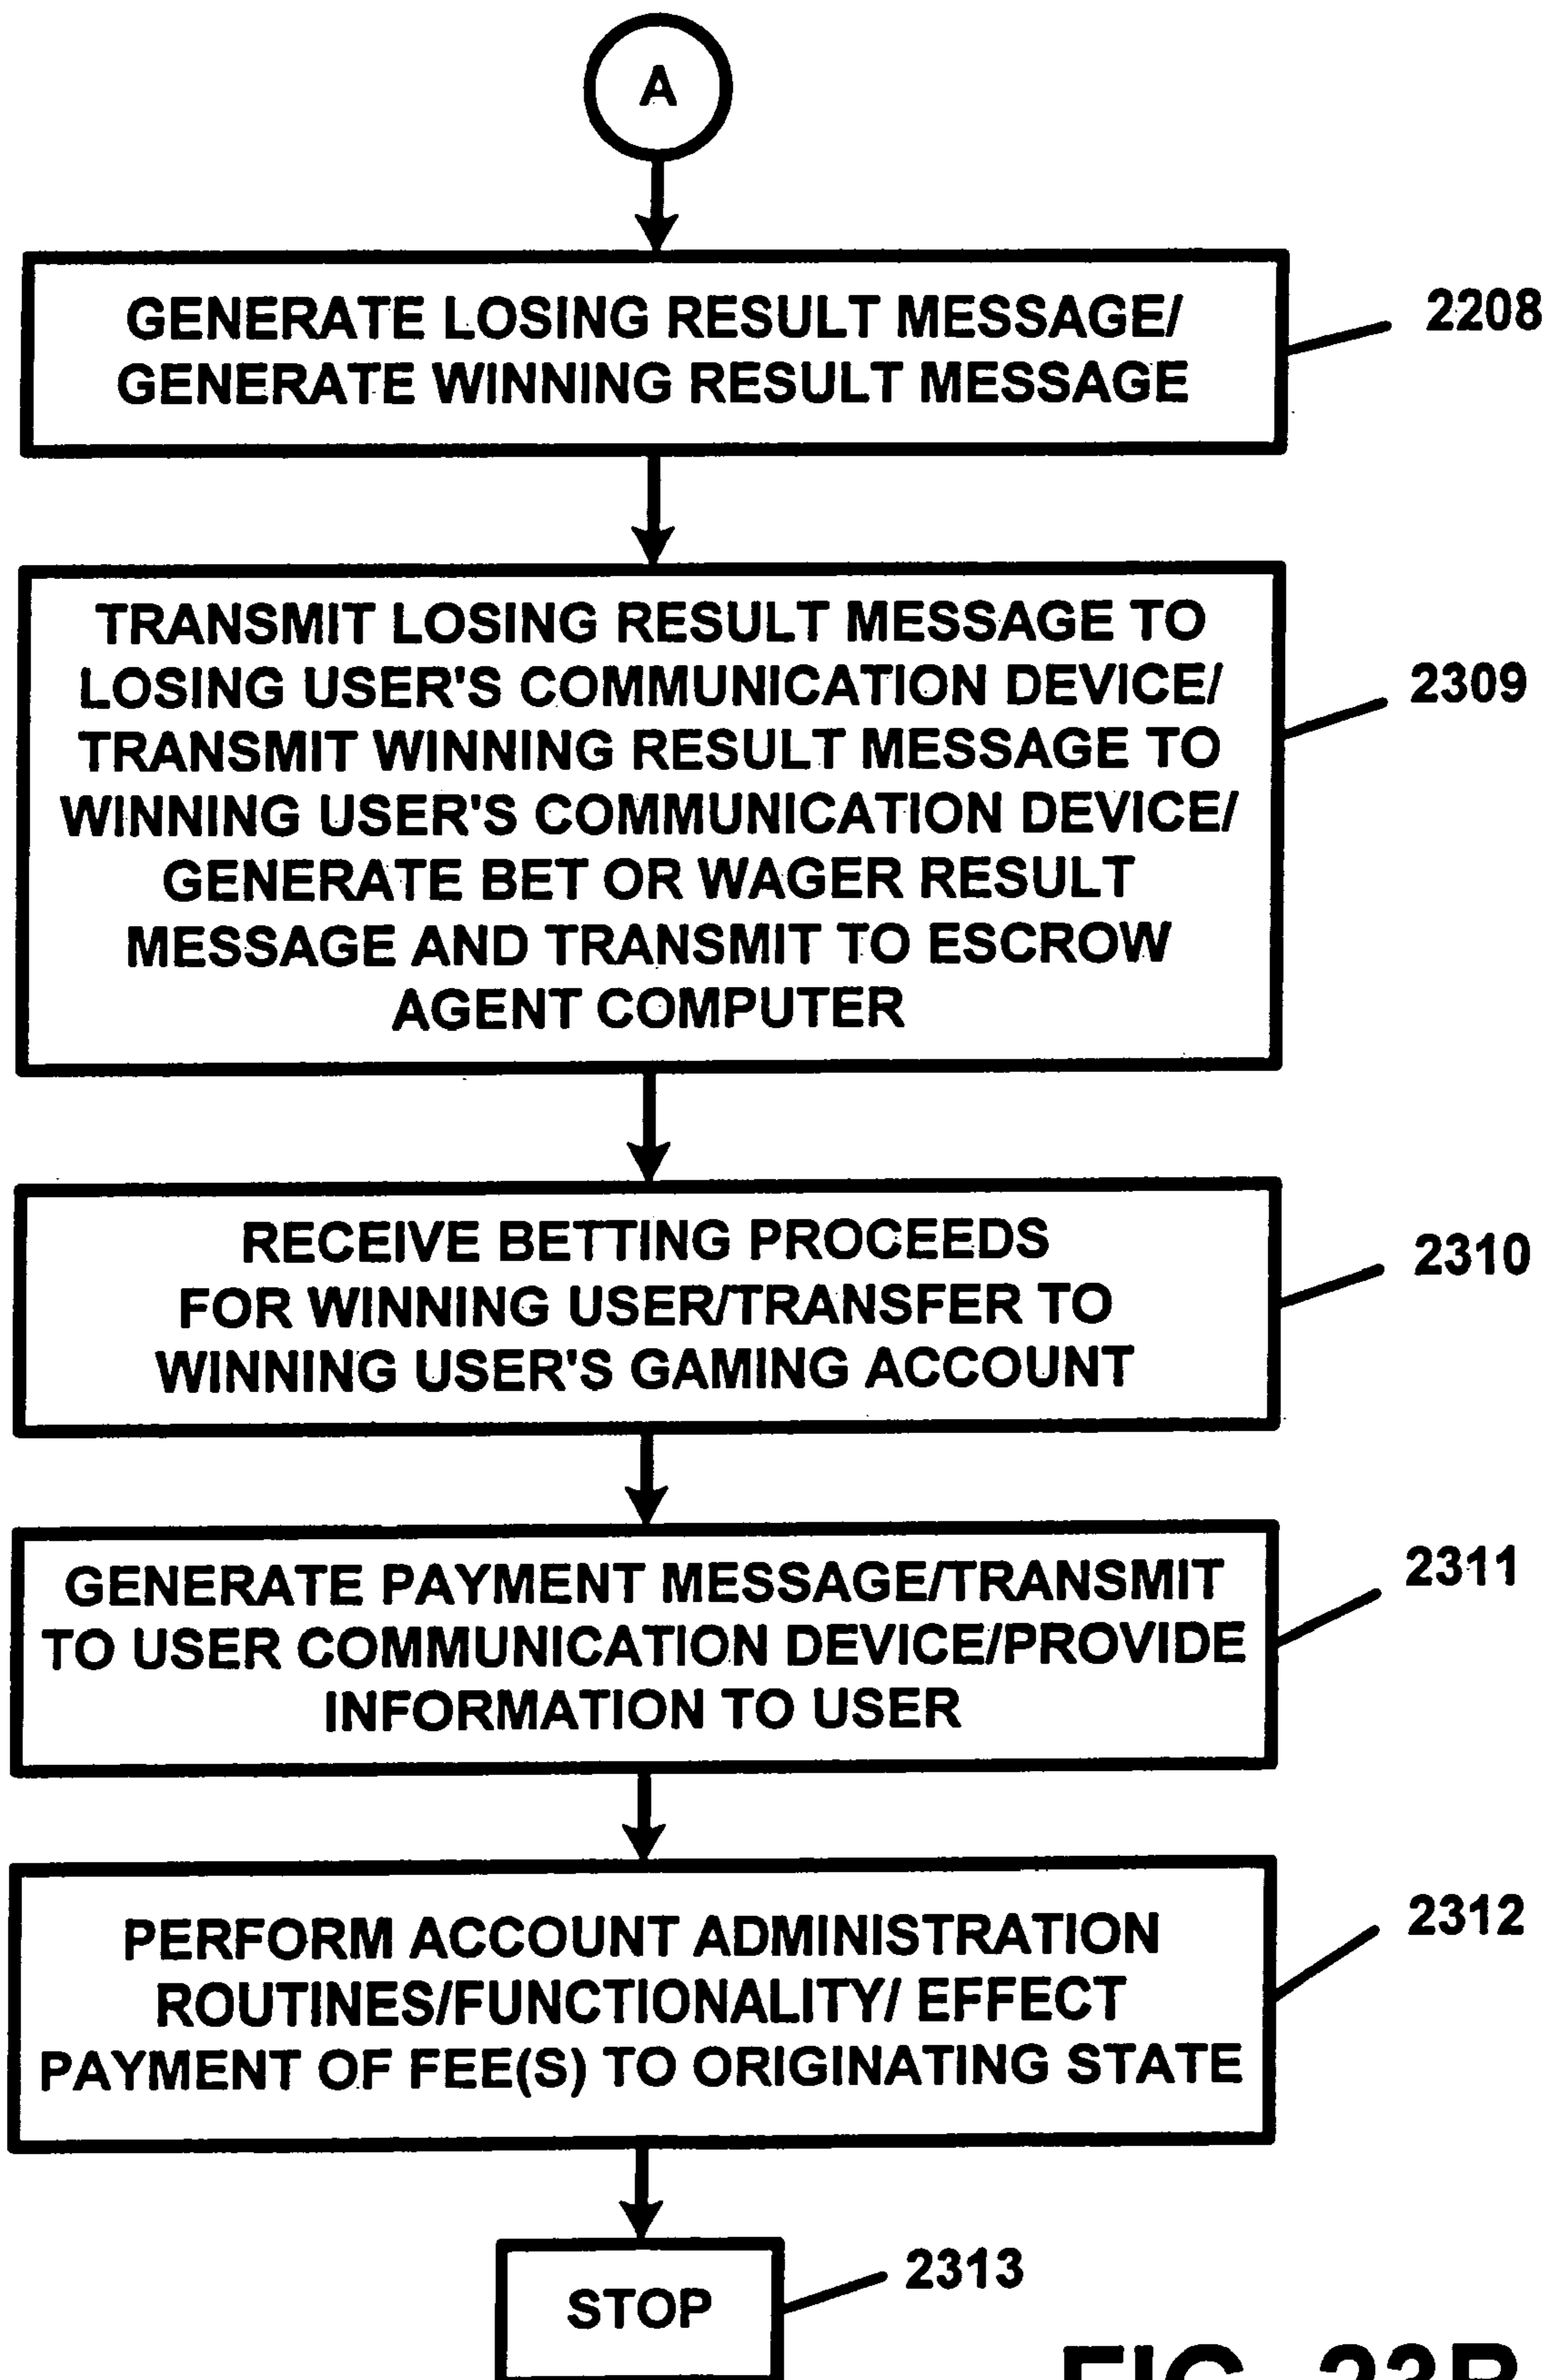 A
GENERATE LOSING RESULT MESSAGE/
GENERATE WINNING RESULT MESSAGE
2208
TRANSMIT LOSING RESULT MESSAGE TO
LOSING USER'S COMMUNICATION DEVICE/
TRANSMIT WINNING RESULT MESSAGE TO
WINNING USER'S COMMUNICATION DEVICE/
GENERATE BET OR WAGER RESULT
MESSAGE AND TRANSMIT TO ESCROW
AGENT COMPUTER
2309
RECEIVE BETTING PROCEEDS
FOR WINNING USER/TRANSFER TO
WINNING USER'S GAMING ACCOUNT
2310
GENERATE PAYMENT MESSAGE/TRANSMIT
TO USER COMMUNICATION DEVICE/PROVIDE
INFORMATION TO USER
2311
PERFORM ACCOUNT ADMINISTRATION
ROUTINES/FUNCTIONALITY/ EFFECT
PAYMENT OF FEE(S) TO ORIGINATING STATE
2312
STOP
2313
FIG. 23B